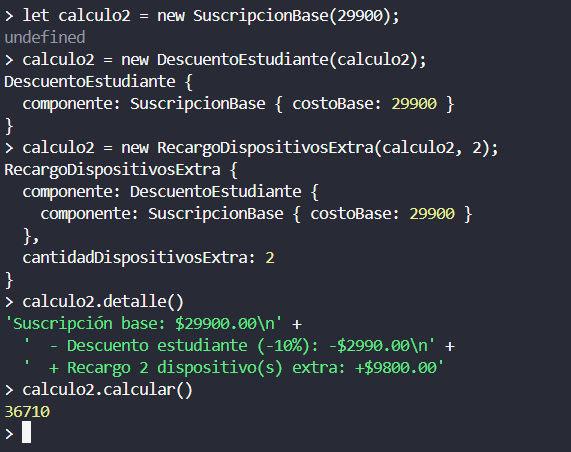 > let calculo2 = new SuscripcionBase(29900);
undefined
> calculo2 = new DescuentoEstudiante(calculo2);
DescuentoEstudiante {
  componente: SuscripcionBase { costoBase: 29900 }
}
> calculo2 = new RecargoDispositivosExtra(calculo2, 2);
RecargoDispositivosExtra {
  componente: DescuentoEstudiante {
    componente: SuscripcionBase { costoBase: 29900 }
  },
  cantidadDispositivosExtra: 2
}
> calculo2.detalle()
'Suscripción base: $29900.00\n' +
  '  - Descuento estudiante (-10%): -$2990.00\n' +
  '  + Recargo 2 dispositivo(s) extra: +$9800.00'
> calculo2.calcular()
36710
>